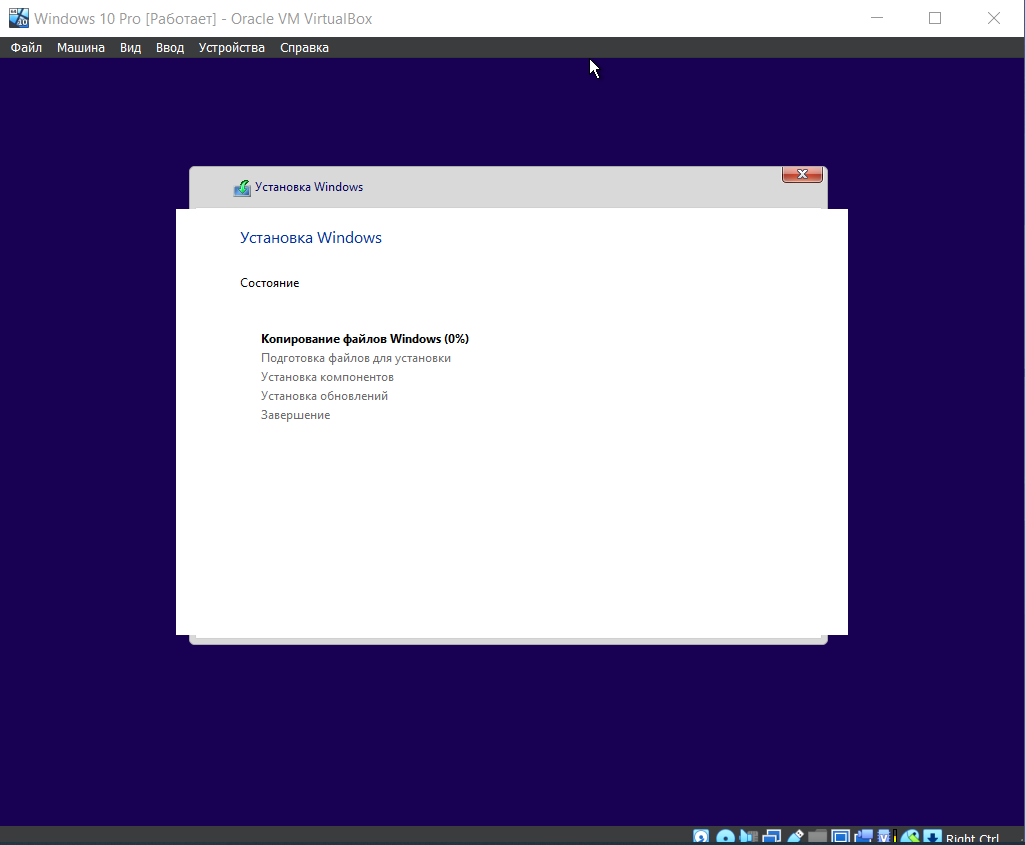 Windows 10 Pro [Работает] - Oracle VM VirtualBox
Файл Машина Вид Ввод Устройства Справка
Установка Windows
Установка Windows
Состояние
Копирование файлов Windows (0%)
Подготовка файлов для установки
Установка компонентов
Установка обновлений
Завершение
Right Ctrl